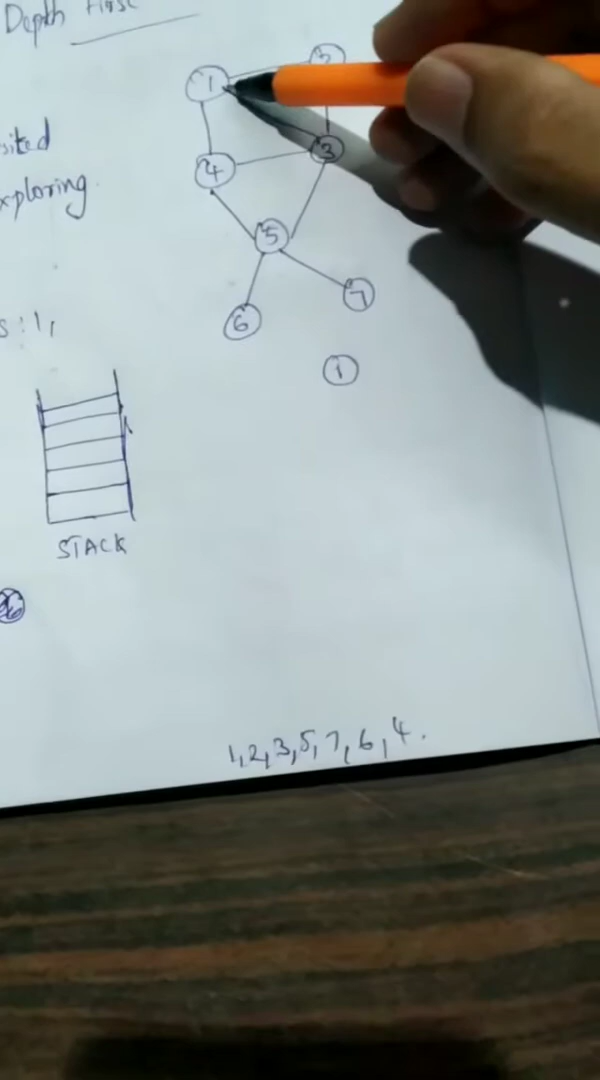 Depth First
sited
xploring
s : 1,
1
2
4
3
5
6
7
1
STACK
1,2,3,5,7,6,4.